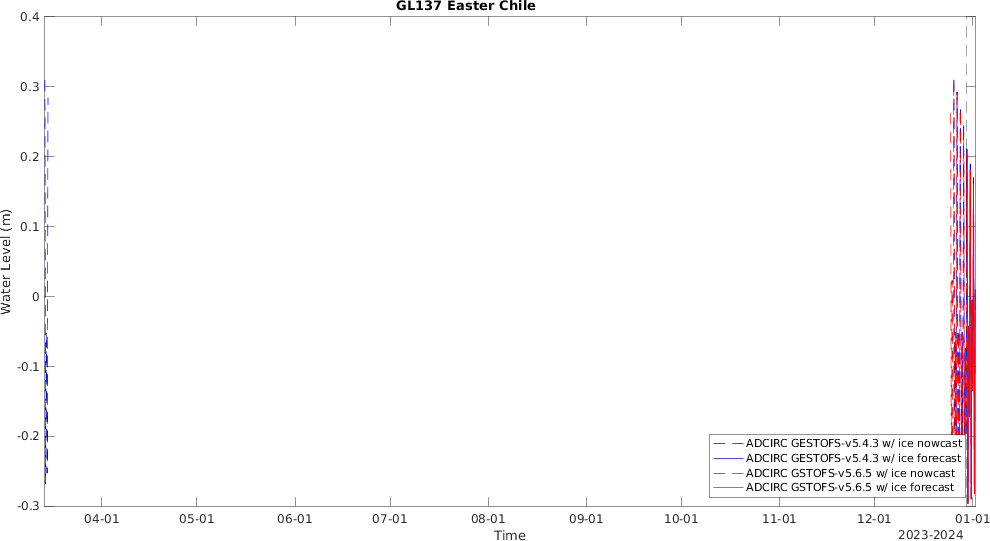 GL137 Easter Chile
0.4
0.3
0.2
0.1
0
-0.1
-0.2
-0.3
Water Level (m)
ADCIRC GESTOFS-v5.4.3 w/ ice nowcast
ADCIRC GESTOFS-v5.4.3 w/ ice forecast
ADCIRC GSTOFS-v5.6.5 w/ ice nowcast
ADCIRC GSTOFS-v5.6.5 w/ ice forecast
04-01 05-01 06-01 07-01 08-01 09-01 10-01 11-01 12-01 01-01
2023-2024
Time